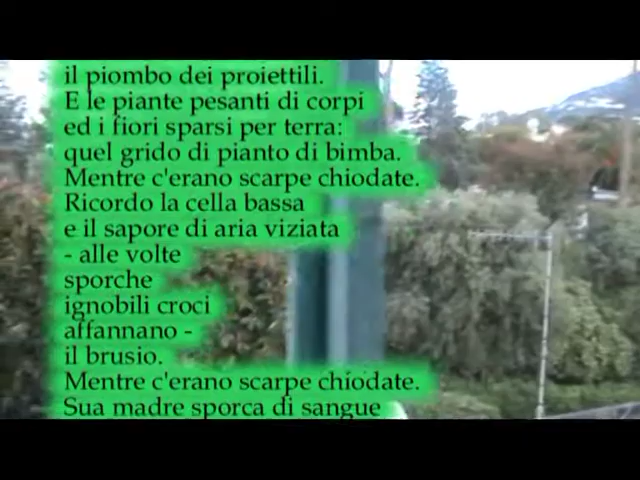 il piombo dei proiettili.
E le piante pesanti di corpi
ed i fiori sparsi per terra:
quel grido di pianto di bimba.
Mentre c'erano scarpe chiodate.
Ricordo la cella bassa
e il sapore di aria viziata
- alle volte
sporche
ignobili croci
affannano -
il brusio.
Mentre c'erano scarpe chiodate.
Sua madre sporca di sangue